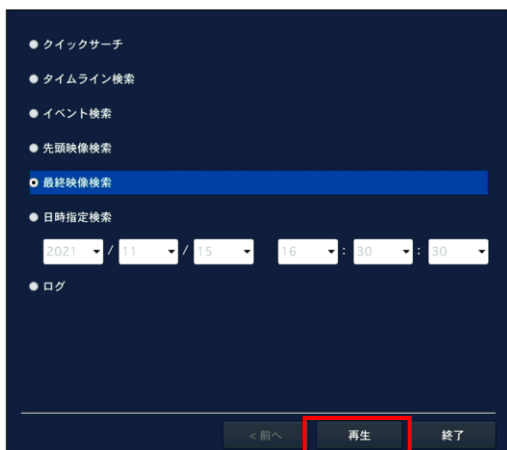 クイックサーチ
タイムライン検索
イベント検索
先頭映像検索
最終映像検索
日時指定検索
2021 / 11 / 15 16 : 30 : 30
ログ
<前へ 再生 終了